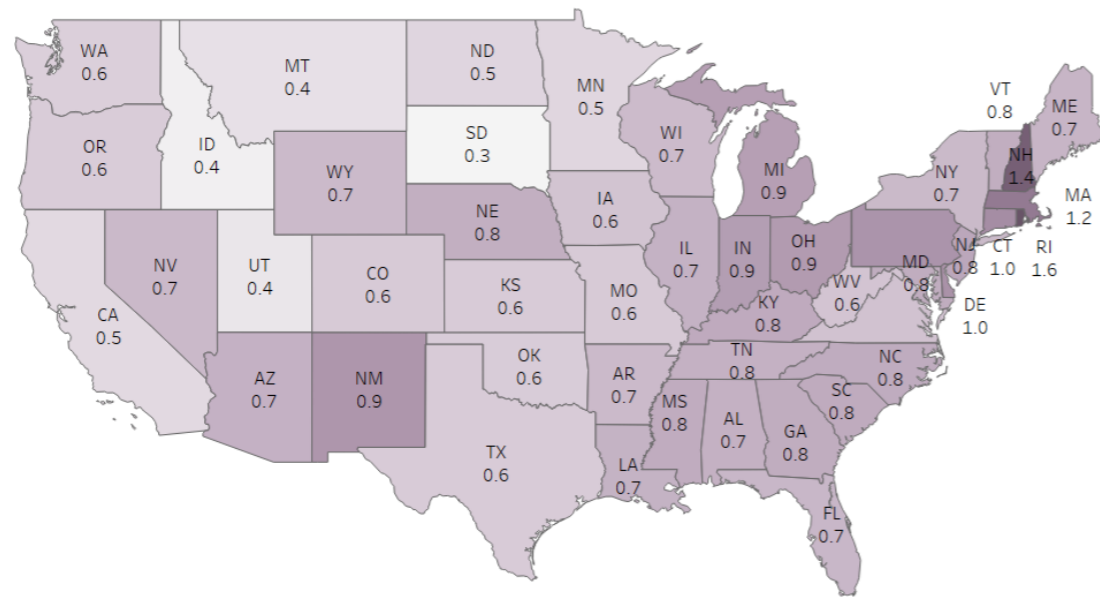 WA
0.6
MT
0.4
ND
0.5
MN
0.5
VT
0.8
ME
0.7
OR
0.6
ID
0.4
SD
0.3
WI
0.7
NH
1.4
WY
0.7
MI
0.9
NY
0.7
MA
1.2
NE
0.8
IA
0.6
IL
0.7
IN
0.9
OH
0.9
NJ
0.8
CT
1.0
RI
1.6
NV
0.7
UT
0.4
CO
0.6
KS
0.6
MO
0.6
KY
0.8
WV
0.6
MD
0.8
DE
1.0
CA
0.5
AZ
0.7
NM
0.9
OK
0.6
AR
0.7
TN
0.8
NC
0.8
SC
0.8
MS
0.8
AL
0.7
GA
0.8
TX
0.6
LA
0.7
FL
0.7